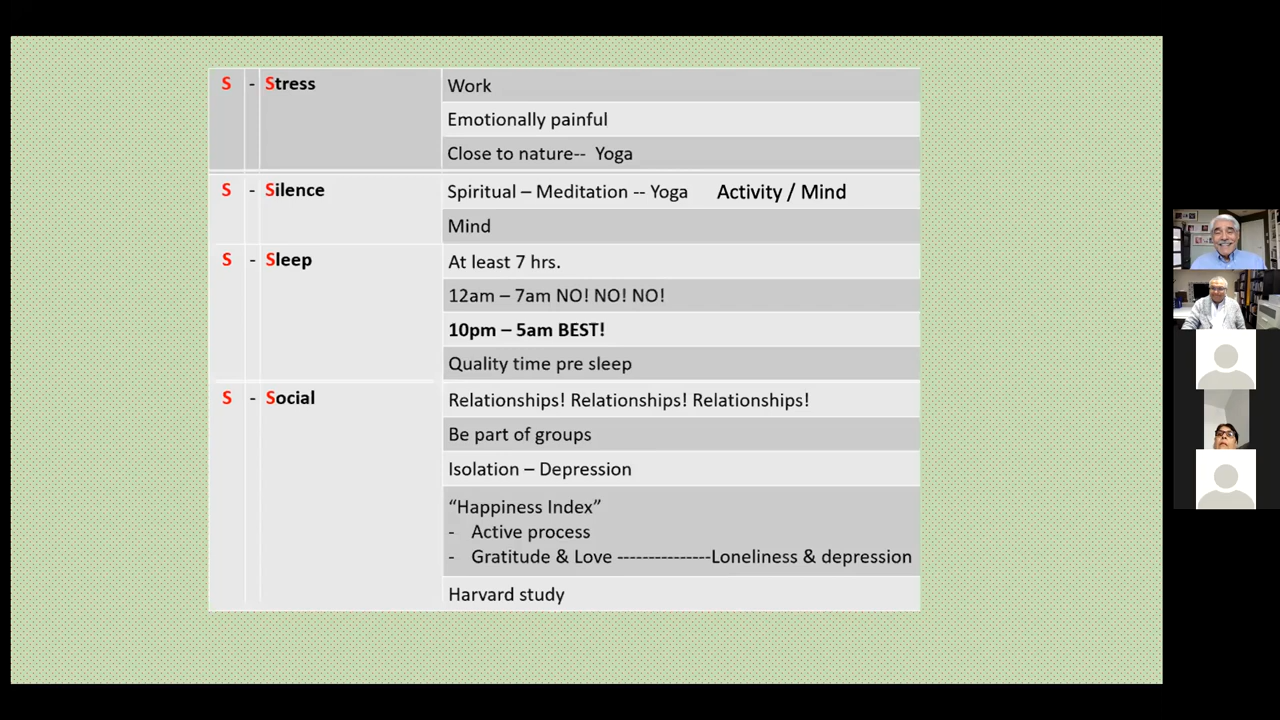 S - Stress Work
Emotionally painful
Close to nature-- Yoga
S - Silence Spiritual – Meditation -- Yoga Activity / Mind
Mind
S - Sleep At least 7 hrs.
12am – 7am NO! NO! NO!
10pm – 5am BEST!
Quality time pre sleep
S - Social Relationships! Relationships! Relationships!
Be part of groups
Isolation – Depression
“Happiness Index”
- Active process
- Gratitude & Love ---------------Loneliness & depression
Harvard study